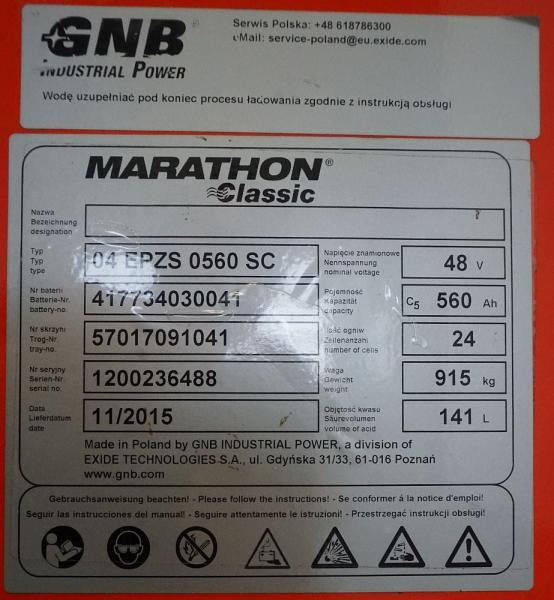 GNB
INDUSTRIAL POWER
Serwis Polska: +48 618786300
eMail: service-poland@eu.exide.com
Wodę uzupełniać pod koniec procesu ładowania zgodnie z instrukcją obsługi
MARATHON®
Classic
Nazwa
Bezeichnung
designation
Typ
Typ
type
04 EPZS 0560 SC
Napięcie znamionowe
Nennspannung
nominal voltage
48 V
Nr baterii
Batterie-Nr.
battery-no.
417734030041
Pojemność
Kapazität
capacity
C5 560 Ah
Nr skrzyni
Trog-Nr
tray-no.
57017091041
Ilość ogniw
Zellenanzahl
number of cells
24
Nr seryjny
Serien-Nr.
serial no.
1200236488
Waga
Gewicht
weight
915 kg
Data
Lieferdatum
date
11/2015
Objętość kwasu
Säurevolumen
volume of acid
141 L
Made in Poland by GNB INDUSTRIAL POWER, a division of
EXIDE TECHNOLOGIES S.A., ul. Gdyńska 31/33, 61-016 Poznań
www.gnb.com
Gebrauchsanweisung beachten! - Please follow the instructions! - Se conformer á la notice d'emploi!
Seguir las instrucciones del manual! - Seguire attentamente le istruzioni! - Przestrzegać instrukcji obsługi!